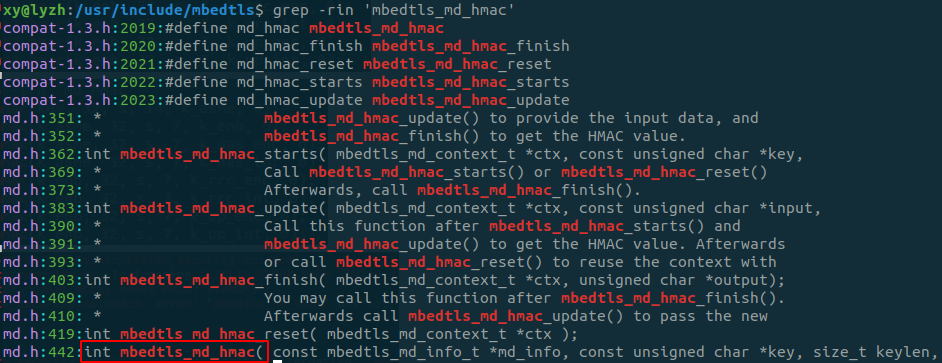 xy@lyzh:/usr/include/mbedtls$ grep -rin 'mbedtls_md_hmac'
compat-1.3.h:2019:#define md_hmac mbedtls_md_hmac
compat-1.3.h:2020:#define md_hmac_finish mbedtls_md_hmac_finish
compat-1.3.h:2021:#define md_hmac_reset mbedtls_md_hmac_reset
compat-1.3.h:2022:#define md_hmac_starts mbedtls_md_hmac_starts
compat-1.3.h:2023:#define md_hmac_update mbedtls_md_hmac_update
md.h:351: * mbedtls_md_hmac_update() to provide the input data, and
md.h:352: * mbedtls_md_hmac_finish() to get the HMAC value.
md.h:362:int mbedtls_md_hmac_starts( mbedtls_md_context_t *ctx, const unsigned char *key,
md.h:369: * Call mbedtls_md_hmac_starts() or mbedtls_md_hmac_reset()
md.h:373: * Afterwards, call mbedtls_md_hmac_finish().
md.h:383:int mbedtls_md_hmac_update( mbedtls_md_context_t *ctx, const unsigned char *input,
md.h:390: * Call this function after mbedtls_md_hmac_starts() and
md.h:391: * mbedtls_md_hmac_update() to get the HMAC value. Afterwards
md.h:393: * or call mbedtls_md_hmac_reset() to reuse the context with
md.h:403:int mbedtls_md_hmac_finish( mbedtls_md_context_t *ctx, unsigned char *output);
md.h:409: * You may call this function after mbedtls_md_hmac_finish().
md.h:410: * Afterwards call mbedtls_md_hmac_update() to pass the new
md.h:419:int mbedtls_md_hmac_reset( mbedtls_md_context_t *ctx );
md.h:442:int mbedtls_md_hmac( const mbedtls_md_info_t *md_info, const unsigned char *key, size_t keylen,